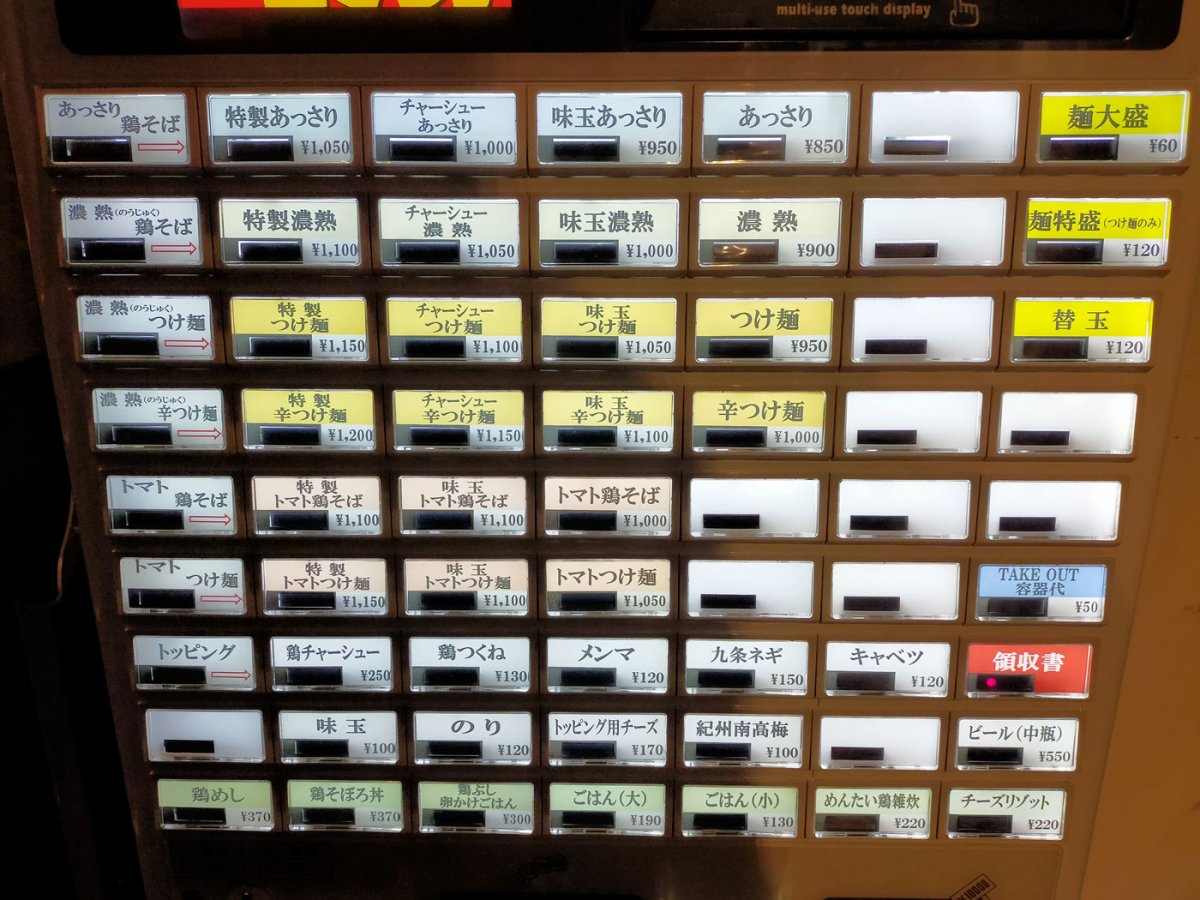 multi-use touch display
あっさり
鶏そば
特製あっさり
¥1,050
チャーシュー
あっさり
¥1,000
味玉あっさり
¥950
あっさり
¥850
麺大盛
¥60
濃熟(のうじゅく)
鶏そば
特製濃熟
¥1,100
チャーシュー
濃熟
¥1,050
味玉濃熟
¥1,000
濃熟
¥900
麺特盛(つけ麺のみ)
¥120
濃熟(のうじゅく)
つけ麺
特製
つけ麺
¥1,150
チャーシュー
つけ麺
¥1,100
味玉
つけ麺
¥1,050
つけ麺
¥950
替玉
¥120
濃熟(のうじゅく)
辛つけ麺
特製
辛つけ麺
¥1,200
チャーシュー
辛つけ麺
¥1,150
味玉
辛つけ麺
¥1,100
辛つけ麺
¥1,000
トマト
鶏そば
特製
トマト鶏そば
¥1,100
味玉
トマト鶏そば
¥1,100
トマト鶏そば
¥1,000
トマト
つけ麺
特製
トマトつけ麺
¥1,150
味玉
トマトつけ麺
¥1,100
トマトつけ麺
¥1,050
TAKE OUT
容器代
¥50
トッピング
鶏チャーシュー
¥250
鶏つくね
¥130
メンマ
¥120
九条ネギ
¥150
キャベツ
¥120
領収書
味玉
¥100
のり
¥120
トッピング用チーズ
¥170
紀州南高梅
¥100
ビール(中瓶)
¥550
鶏めし
¥370
鶏そぼろ丼
¥370
鶏ぶし
卵かけごはん
¥300
ごはん(大)
¥190
ごはん(小)
¥130
めんたい鶏雑炊
¥220
チーズリゾット
¥220